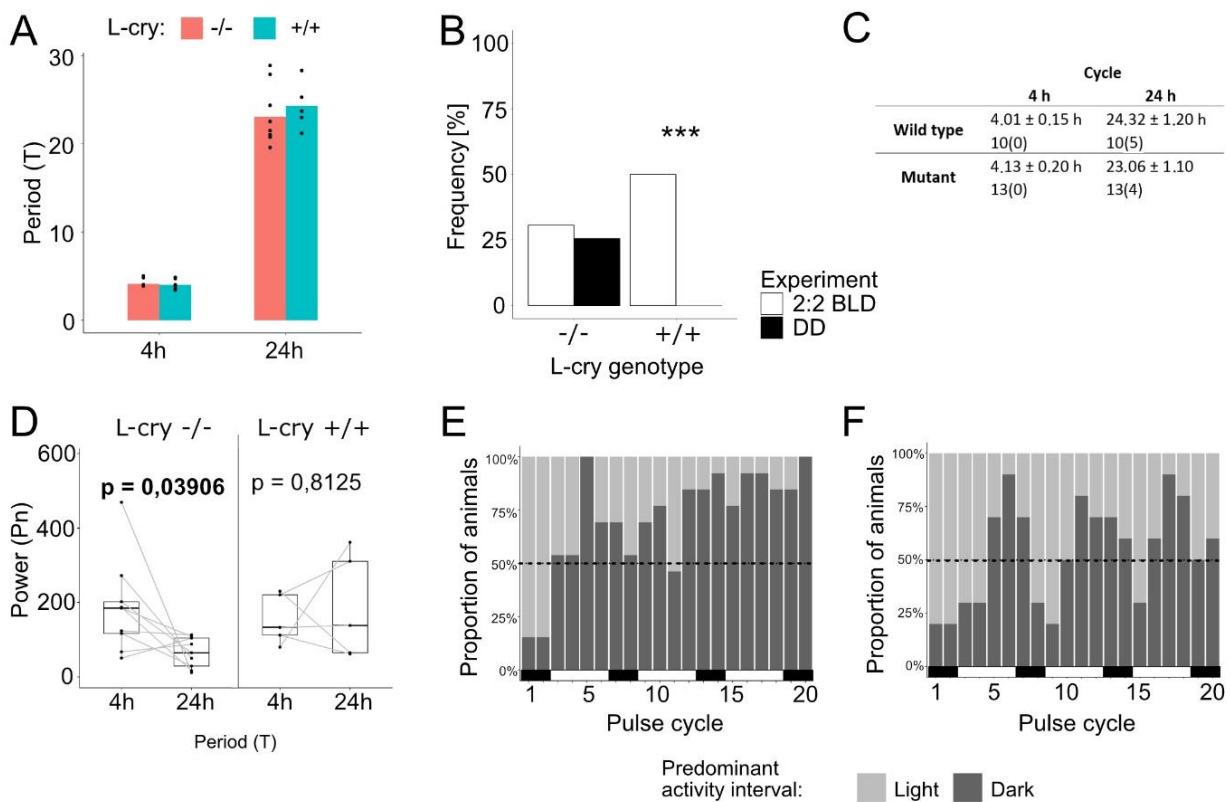 A
L-cry: -/- +/+
Period (T)
30
20
10
0
4h 24h
B
Frequency [%]
100
75
50
25
0
***
-/- +/+
L-cry genotype
Experiment
2:2 BLD
DD
C
Cycle
4 h 24 h
Wild type 4.01 ± 0.15 h 24.32 ± 1.20 h
10(0) 10(5)
Mutant 4.13 ± 0.20 h 23.06 ± 1.10
13(0) 13(4)
D
L-cry -/- L-cry +/+
Power (Pn)
600
400
200
0
p = 0,03906 p = 0,8125
4h 24h 4h 24h
Period (T)
E
Proportion of animals
100%
75%
50%
25%
0%
1 5 10 15 20
Pulse cycle
F
Proportion of animals
100%
75%
50%
25%
0%
1 5 10 15 20
Pulse cycle
Predominant
activity interval: Light Dark